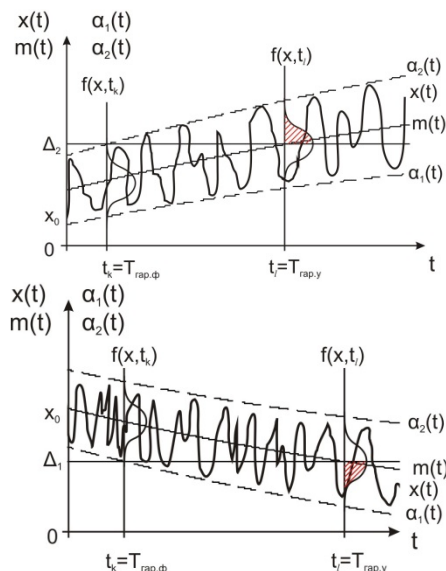 x(t) α₁(t)
m(t) α₂(t)
f(x,tₖ)
f(x,tₗ)
α₂(t)
x(t)
m(t)
α₁(t)
Δ₂
x₀
0
tₖ=Tгар.ф
tₗ=Tгар.у
t
x(t) α₁(t)
m(t) α₂(t)
f(x,tₖ)
f(x,tₗ)
x₀
α₂(t)
Δ₁
m(t)
x(t)
α₁(t)
0
t
tₖ=Tгар.ф
tₗ=Tгар.у